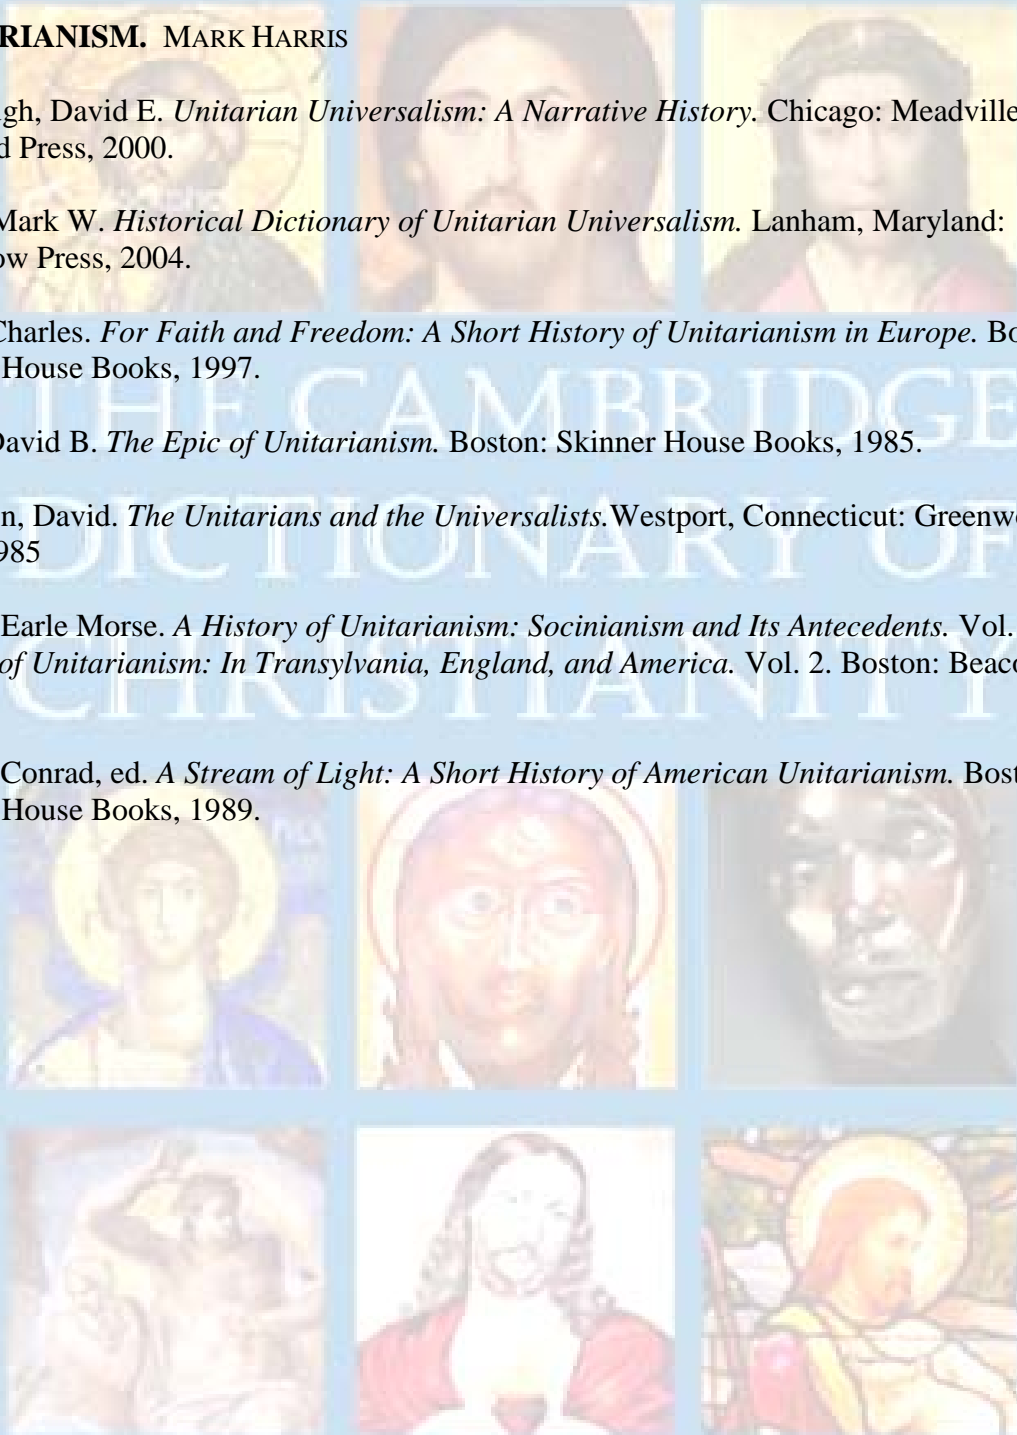 RIANISM. MARK HARRIS
gh, David E. Unitarian Universalism: A Narrative History. Chicago: Meadville
d Press, 2000.
Mark W. Historical Dictionary of Unitarian Universalism. Lanham, Maryland:
ow Press, 2004.
Charles. For Faith and Freedom: A Short History of Unitarianism in Europe. Bo
House Books, 1997.
THE CAMBRIDGE
David B. The Epic of Unitarianism. Boston: Skinner House Books, 1985.
DICTIONARY OF
n, David. The Unitarians and the Universalists.Westport, Connecticut: Greenwo
985
Earle Morse. A History of Unitarianism: Socinianism and Its Antecedents. Vol.
of Unitarianism: In Transylvania, England, and America. Vol. 2. Boston: Beaco
CHRISTIANITY
Conrad, ed. A Stream of Light: A Short History of American Unitarianism. Bost
House Books, 1989.